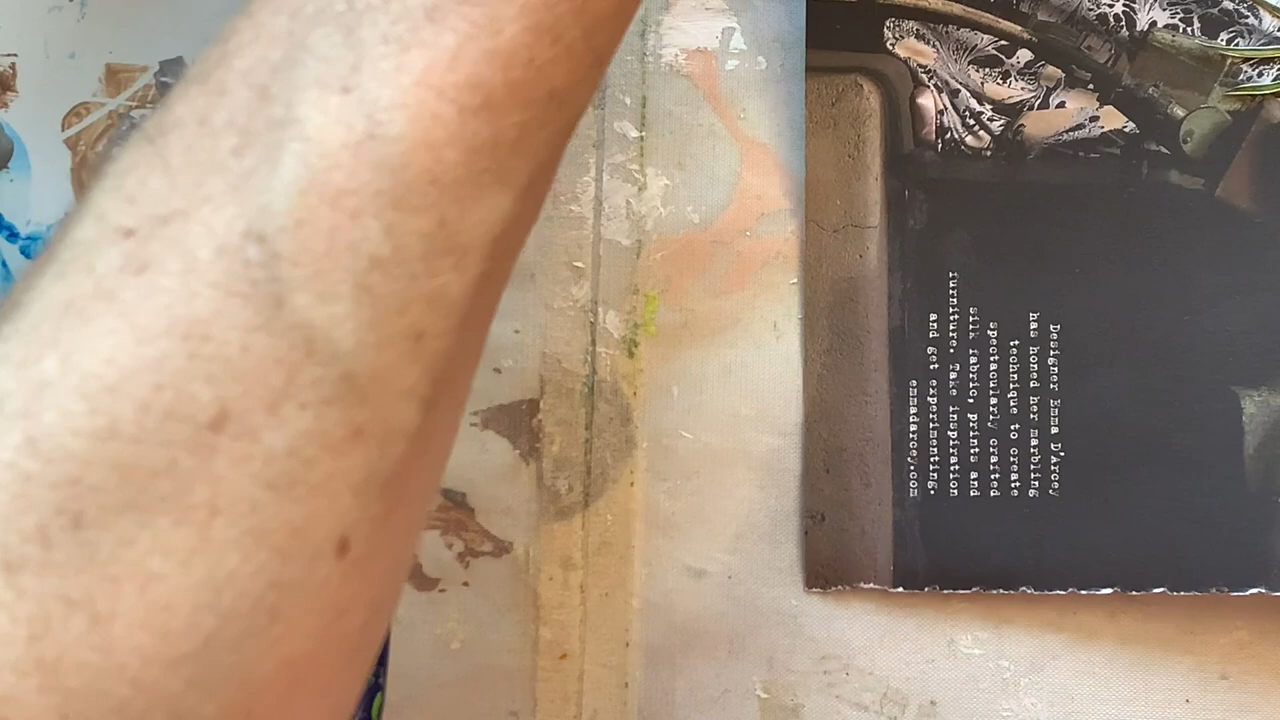 Designer Emma D'Arcey
has honed her marbling
technique to create
spectacularly crafted
silk fabric, prints and
furniture. Take inspiration
and get experimenting.
emmadarcey.com